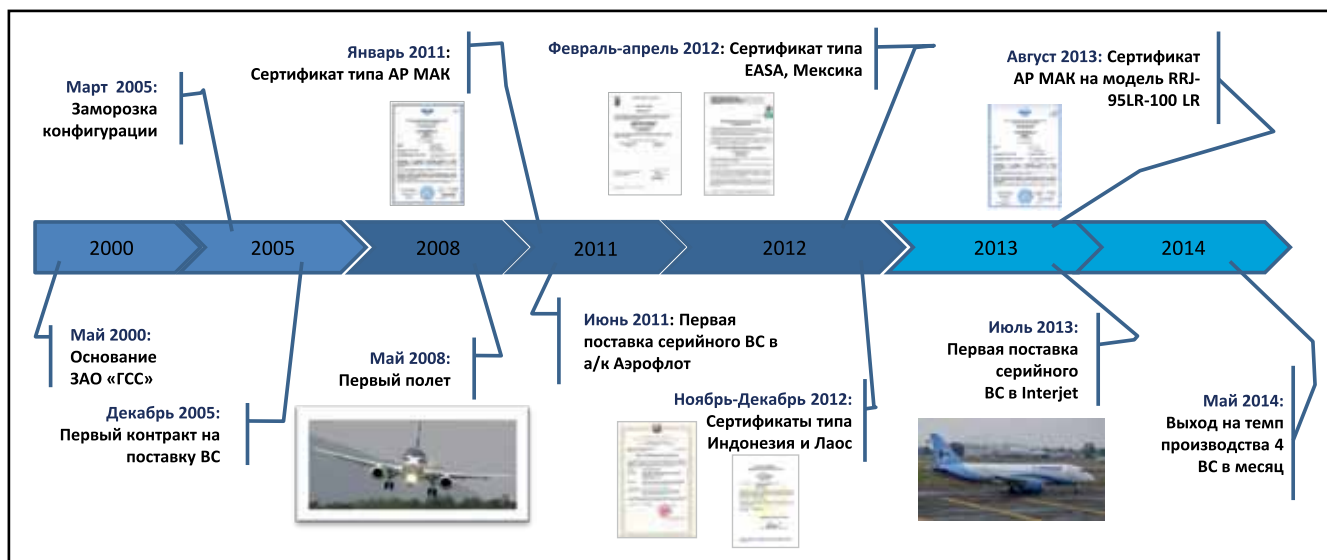 Январь 2011:
Сертификат типа АР МАК
Февраль-апрель 2012: Сертификат типа
EASA, Мексика
Август 2013: Сертификат
АР МАК на модель RRJ-
95LR-100 LR
Март 2005:
Заморозка
конфигурации
2000
2005
2008
2011
2012
2013
2014
Май 2000:
Основание
ЗАО «ГСС»
Декабрь 2005:
Первый контракт на
поставку ВС
Май 2008:
Первый полет
Июнь 2011: Первая
поставка серийного ВС в
а/к Аэрофлот
Ноябрь-Декабрь 2012:
Сертификаты типа
Индонезия и Лаос
Июль 2013:
Первая поставка
серийного
ВС в Interjet
Май 2014:
Выход на темп
производства 4
ВС в месяц